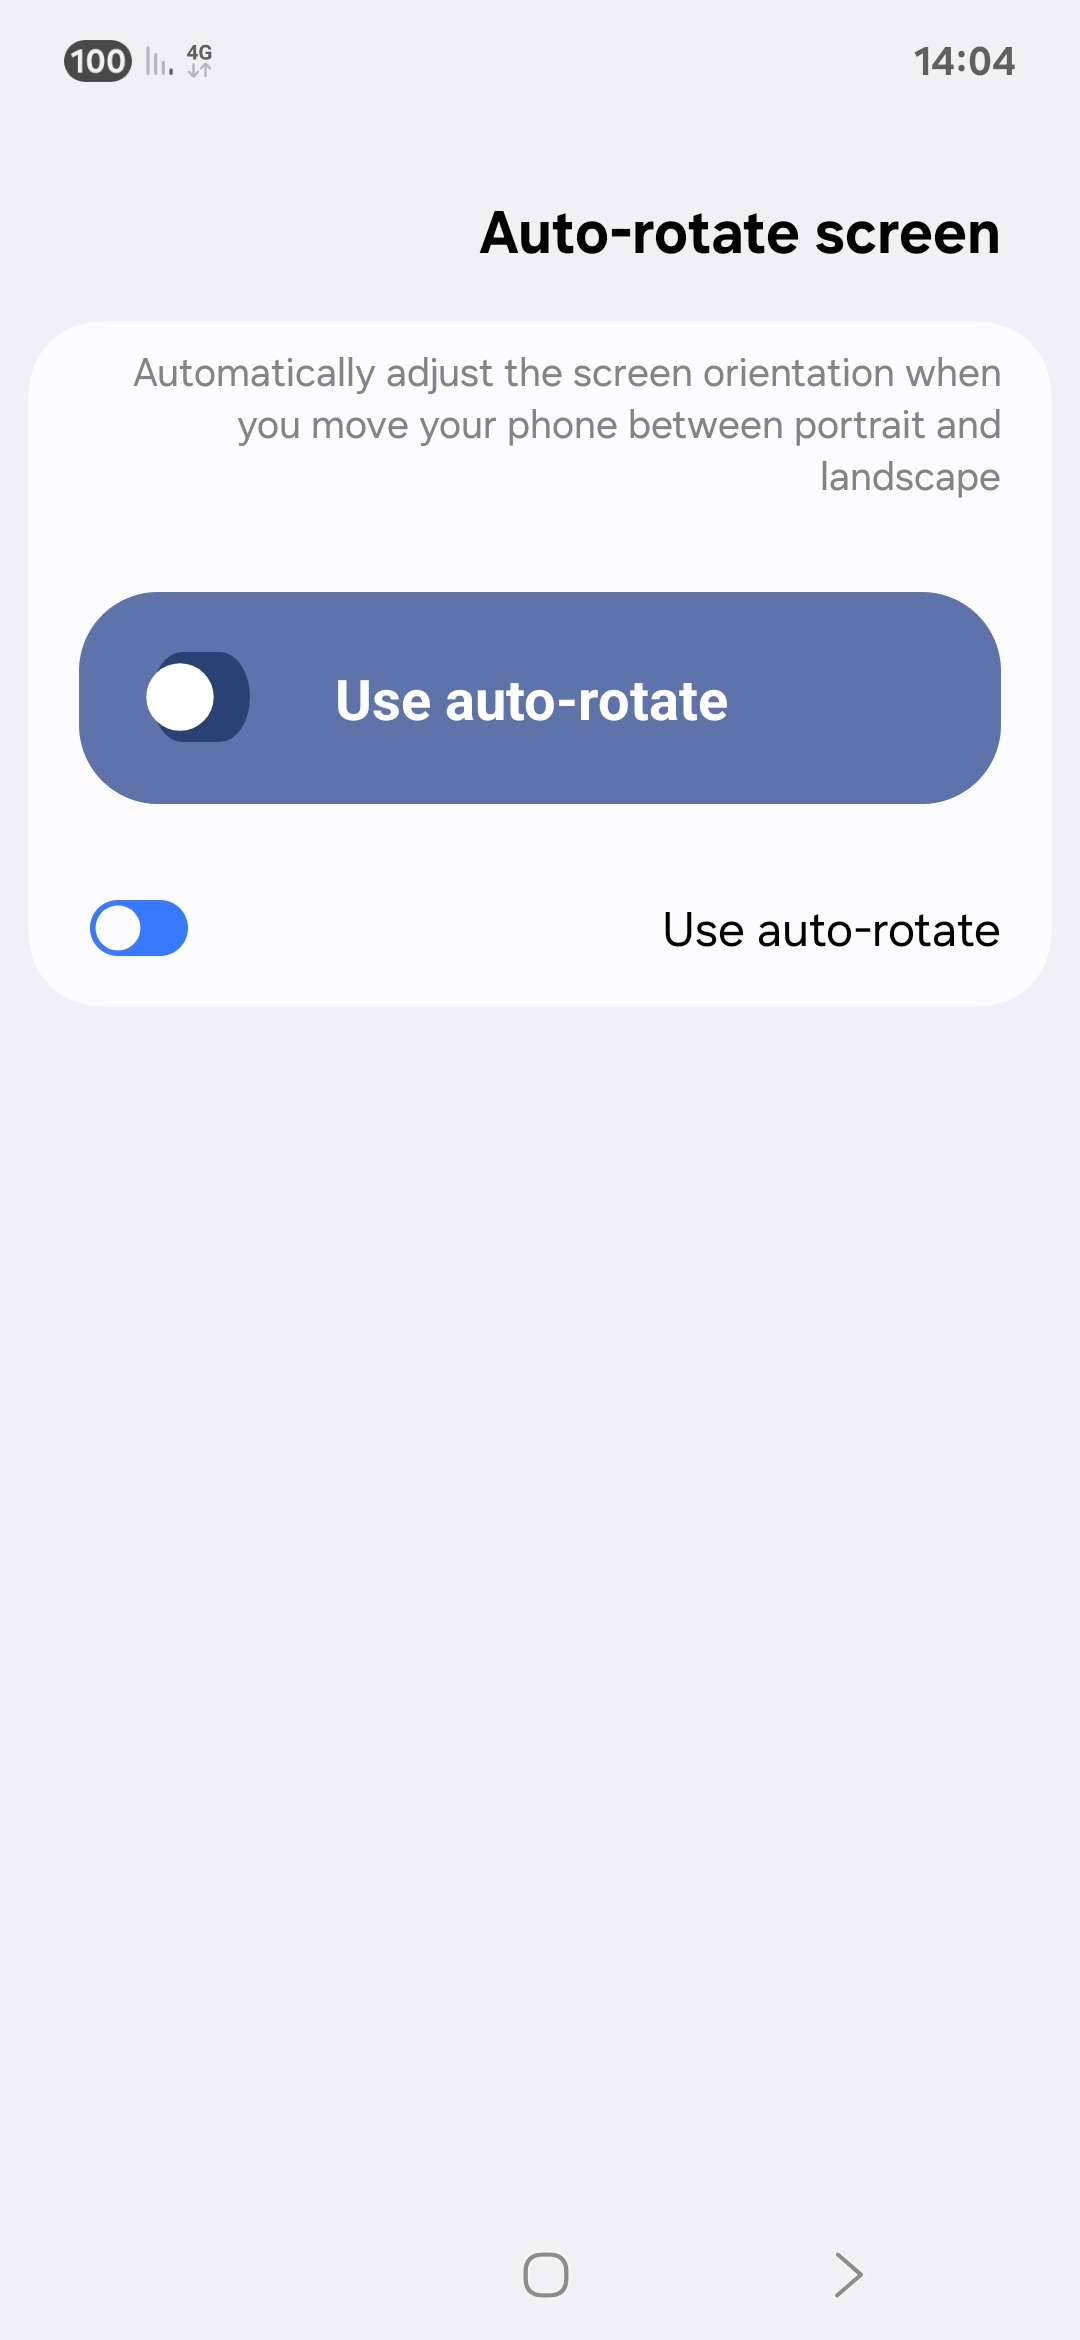 100 4G 14:04
Auto-rotate screen
Automatically adjust the screen orientation when
you move your phone between portrait and
landscape
Use auto-rotate
Use auto-rotate